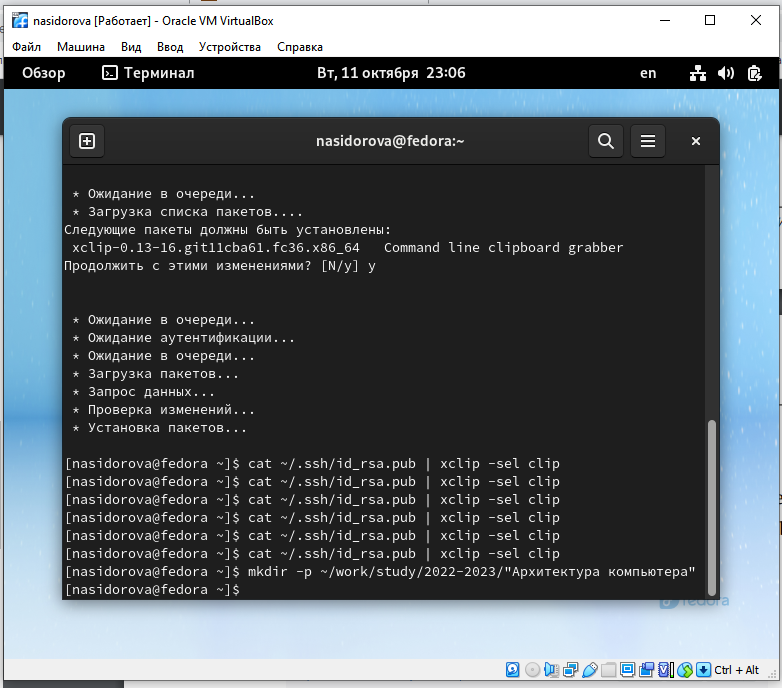 nasidorova [Работает] - Oracle VM VirtualBox
Файл Машина Вид Ввод Устройства Справка
Обзор Терминал Вт, 11 октября 23:06 en
nasidorova@fedora:~
* Ожидание в очереди...
* Загрузка списка пакетов....
Следующие пакеты должны быть установлены:
xclip-0.13-16.git11cba61.fc36.x86_64 Command line clipboard grabber
Продолжить с этими изменениями? [N/y] y
* Ожидание в очереди...
* Ожидание аутентификации...
* Ожидание в очереди...
* Загрузка пакетов...
* Запрос данных...
* Проверка изменений...
* Установка пакетов...
[nasidorova@fedora ~]$ cat ~/.ssh/id_rsa.pub | xclip -sel clip
[nasidorova@fedora ~]$ cat ~/.ssh/id_rsa.pub | xclip -sel clip
[nasidorova@fedora ~]$ cat ~/.ssh/id_rsa.pub | xclip -sel clip
[nasidorova@fedora ~]$ cat ~/.ssh/id_rsa.pub | xclip -sel clip
[nasidorova@fedora ~]$ cat ~/.ssh/id_rsa.pub | xclip -sel clip
[nasidorova@fedora ~]$ cat ~/.ssh/id_rsa.pub | xclip -sel clip
[nasidorova@fedora ~]$ mkdir -p ~/work/study/2022-2023/"Архитектура компьютера"
[nasidorova@fedora ~]$
fedora
Ctrl + Alt